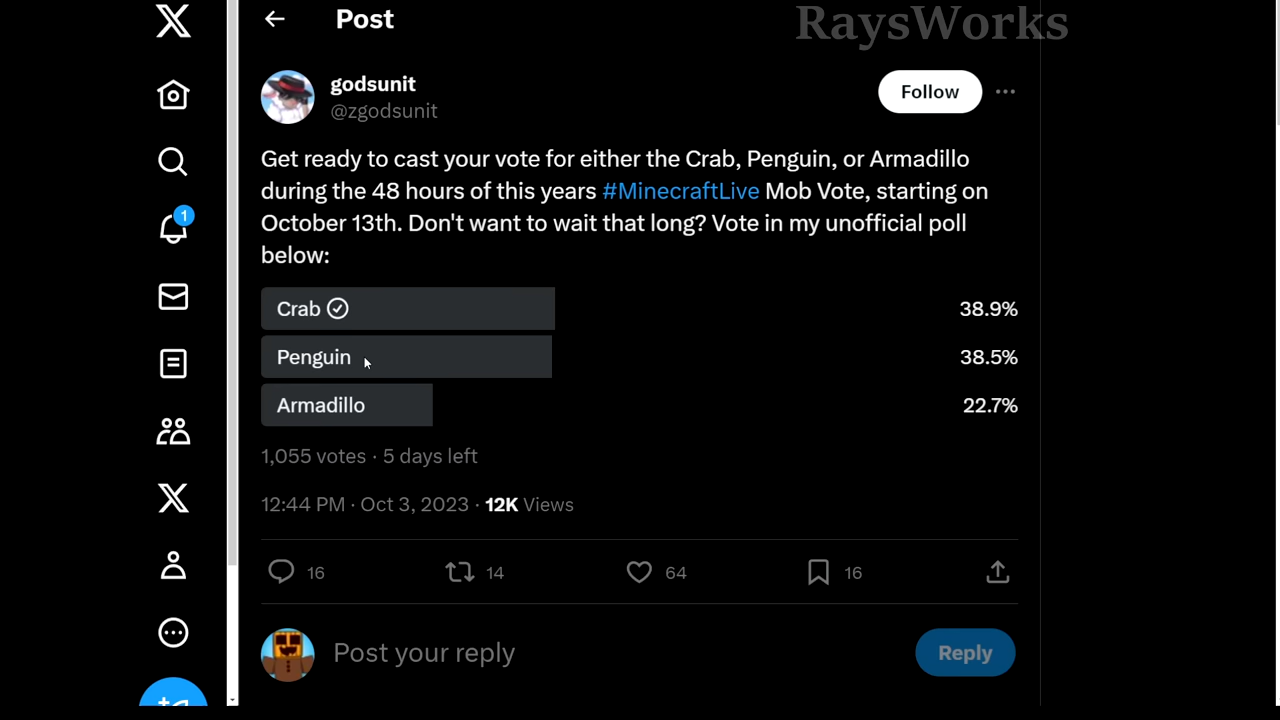 Post
RaysWorks
godsunit
@zgodsunit
Follow
1
Get ready to cast your vote for either the Crab, Penguin, or Armadillo
during the 48 hours of this years #MinecraftLive Mob Vote, starting on
October 13th. Don't want to wait that long? Vote in my unofficial poll
below:
Crab 38.9%
Penguin 38.5%
Armadillo 22.7%
1,055 votes · 5 days left
12:44 PM · Oct 3, 2023 · 12K Views
16 14 64 16
Post your reply
Reply